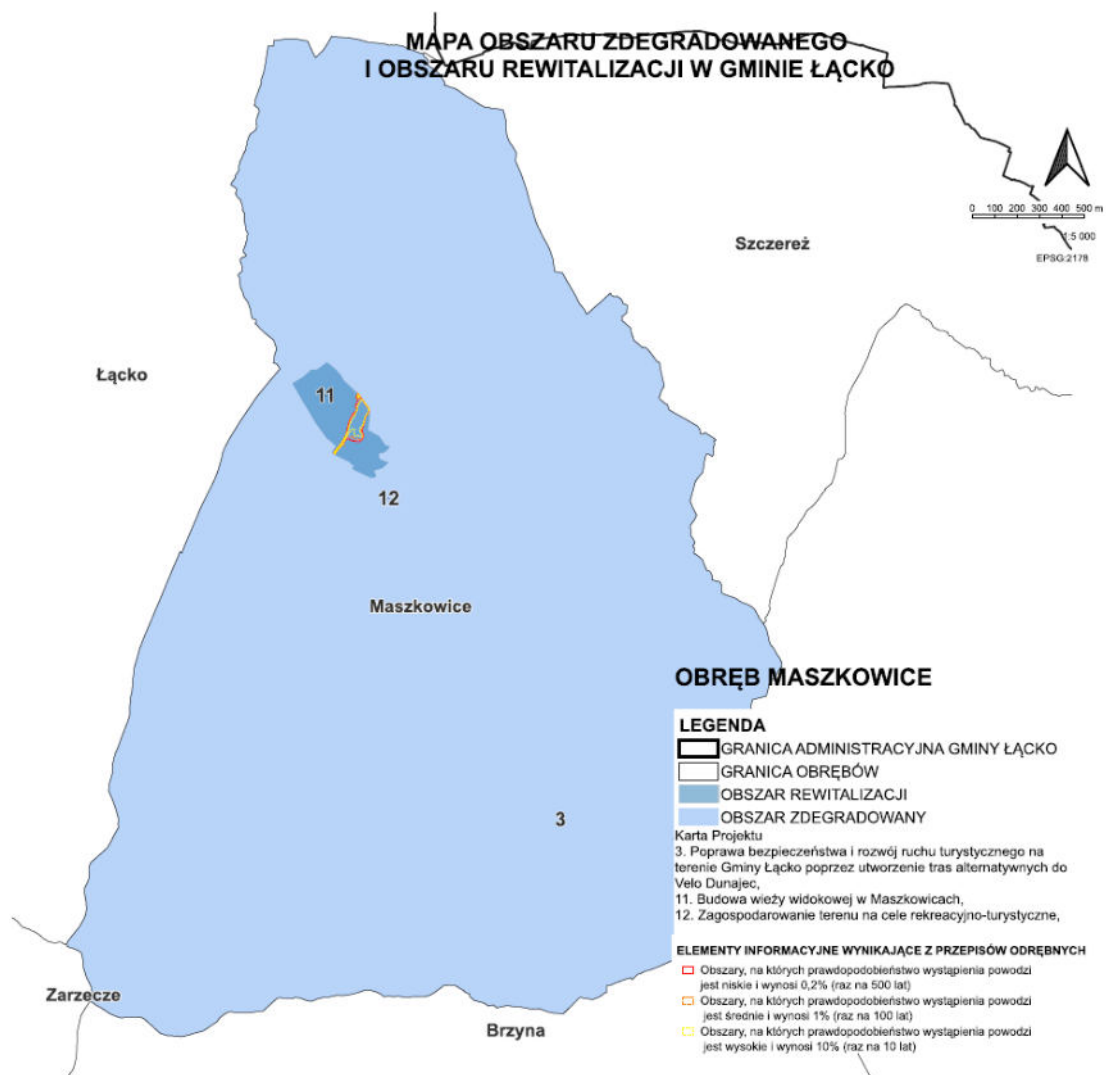 MAPA OBSZARU ZDEGRADOWANEGO
I OBSZARU REWITALIZACJI W GMINIE ŁĄCKO
0 100 200 300 400 500 m
1:5 000
EPSG:2178
Szczereż
Łącko
11
12
Maszkowice
3
Zarzecze
Brzyna
OBRĘB MASZKOWICE
LEGENDA
GRANICA ADMINISTRACYJNA GMINY ŁĄCKO
GRANICA OBRĘBÓW
OBSZAR REWITALIZACJI
OBSZAR ZDEGRADOWANY
Karta Projektu
3. Poprawa bezpieczeństwa i rozwój ruchu turystycznego na
terenie Gminy Łącko poprzez utworzenie tras alternatywnych do
Velo Dunajec,
11. Budowa wieży widokowej w Maszkowicach,
12. Zagospodarowanie terenu na cele rekreacyjno-turystyczne,
ELEMENTY INFORMACYJNE WYNIKAJĄCE Z PRZEPISÓW ODRĘBNYCH
Obszary, na których prawdopodobieństwo wystąpienia powodzi
jest niskie i wynosi 0,2% (raz na 500 lat)
Obszary, na których prawdopodobieństwo wystąpienia powodzi
jest średnie i wynosi 1% (raz na 100 lat)
Obszary, na których prawdopodobieństwo wystąpienia powodzi
jest wysokie i wynosi 10% (raz na 10 lat)